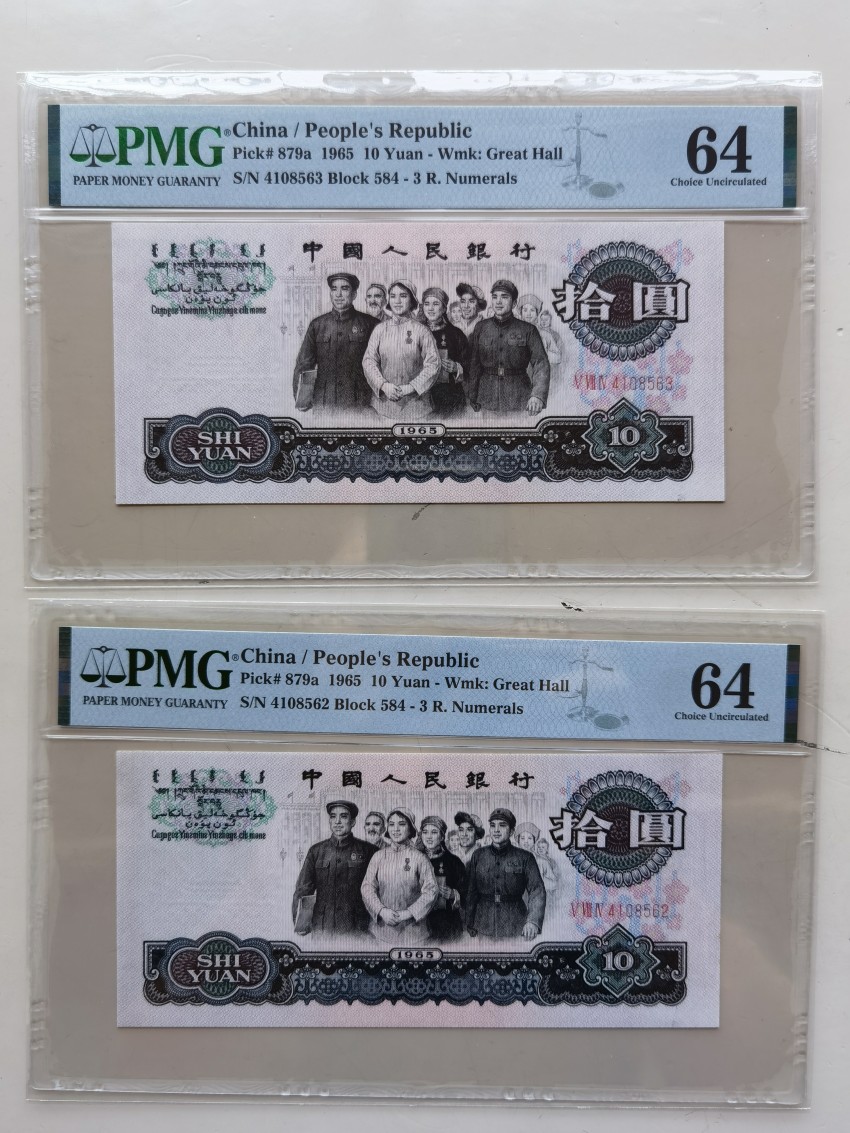 PMG®
PAPER MONEY GUARANTY
China / People's Republic
Pick# 879a 1965 10 Yuan - Wmk: Great Hall
S/N 4108563 Block 584 - 3 R. Numerals
64
Choice Uncirculated
中國人民銀行
拾圓
ⅤⅧⅣ 4108563
1965
SHI
YUAN
10
PMG®
PAPER MONEY GUARANTY
China / People's Republic
Pick# 879a 1965 10 Yuan - Wmk: Great Hall
S/N 4108562 Block 584 - 3 R. Numerals
64
Choice Uncirculated
中國人民銀行
拾圓
ⅤⅧⅣ 4108562
1965
SHI
YUAN
10